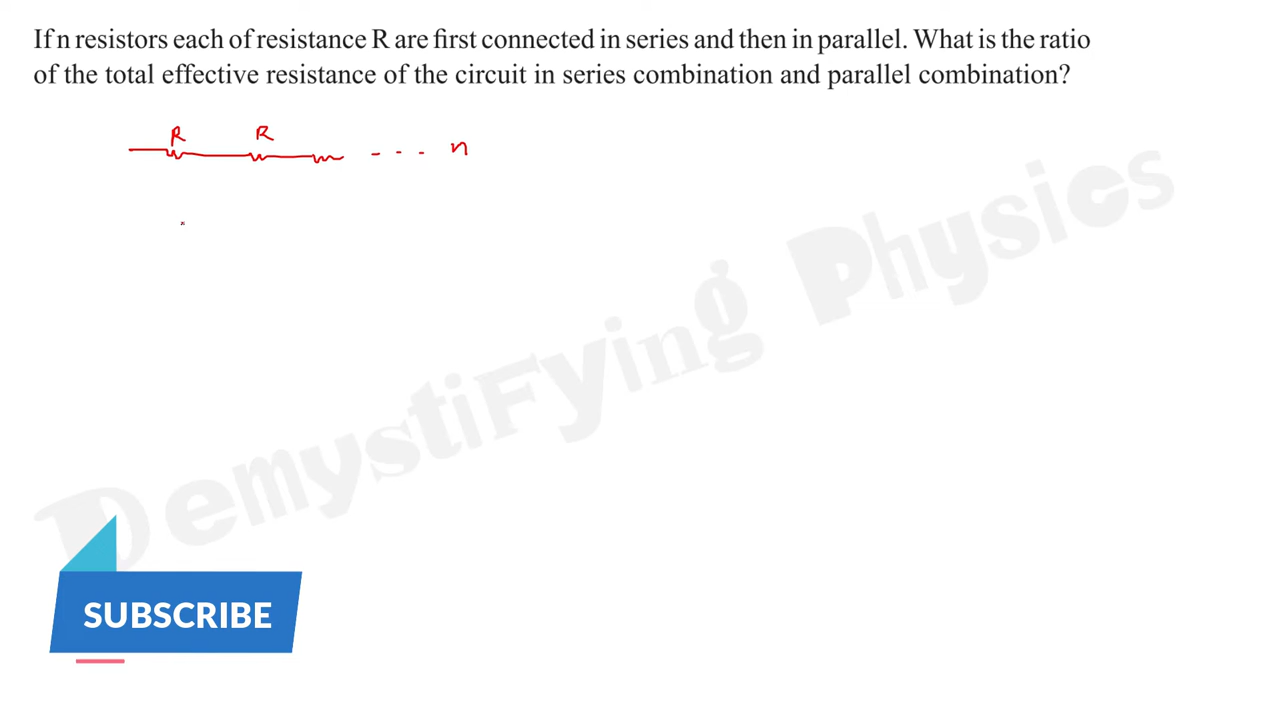 If n resistors each of resistance R are first connected in series and then in parallel. What is the ratio
of the total effective resistance of the circuit in series combination and parallel combination?
R R
- - - n
DemystiFying Physics
SUBSCRIBE